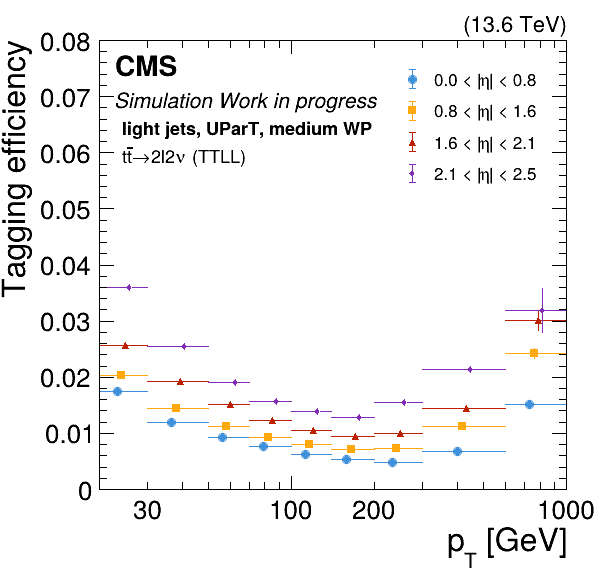 (13.6 TeV)
CMS
Simulation Work in progress
light jets, UParT, medium WP
tt̄→2l2ν (TTLL)
0.0 < |η| < 0.8
0.8 < |η| < 1.6
1.6 < |η| < 2.1
2.1 < |η| < 2.5
Tagging efficiency
0.08
0.07
0.06
0.05
0.04
0.03
0.02
0.01
0
30 100 200 1000
p_T [GeV]